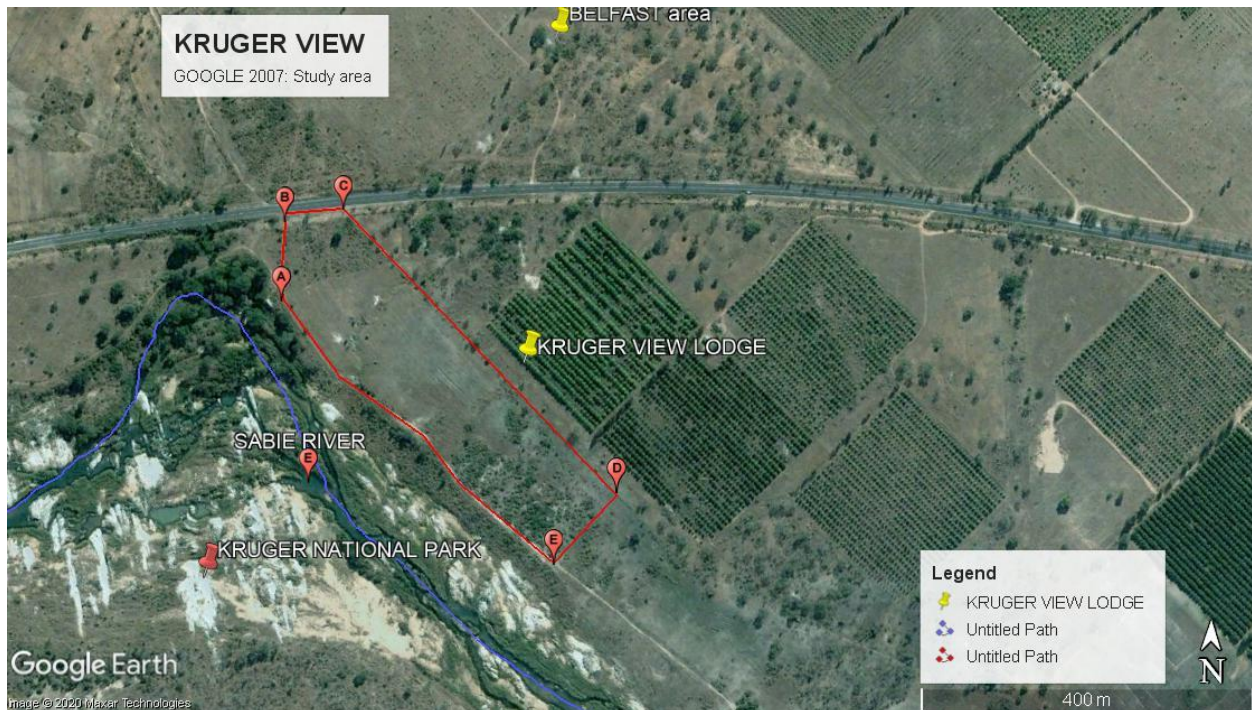 BELFAST area
KRUGER VIEW
GOOGLE 2007: Study area
B
C
A
KRUGER VIEW LODGE
SABIE RIVER
E
D
E
KRUGER NATIONAL PARK
Legend
KRUGER VIEW LODGE
Untitled Path
Untitled Path
N
Google Earth
Image © 2020 Maxar Technologies
400 m